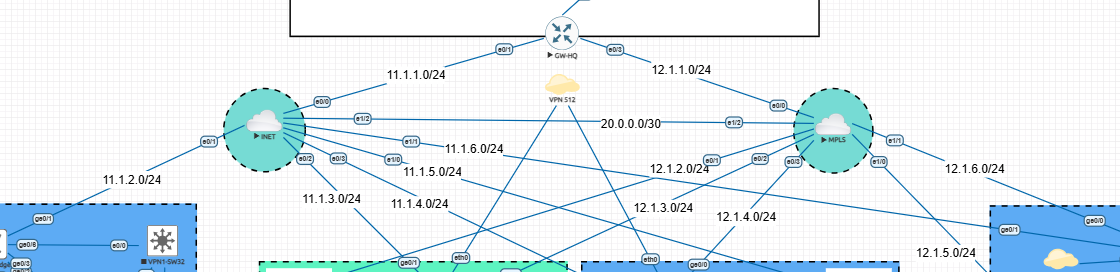 e0/1
e0/3
GW-HQ
11.1.1.0/24
12.1.1.0/24
VPN 512
e0/0
e0/0
e1/2
20.0.0.0/30
e1/2
INET
MPLS
e0/1
e1/1
e1/1
11.1.6.0/24
e0/2
e0/3
e1/0
e0/1
e0/2
e0/3
e1/0
11.1.5.0/24
12.1.2.0/24
12.1.6.0/24
11.1.2.0/24
11.1.3.0/24
11.1.4.0/24
12.1.3.0/24
12.1.4.0/24
ge0/1
ge0/0
ge0/1
ge0/6
e0/0
12.1.5.0/24
VPN1-SW32
ge0/3
ge0/1
eth0
eth0
ge0/0